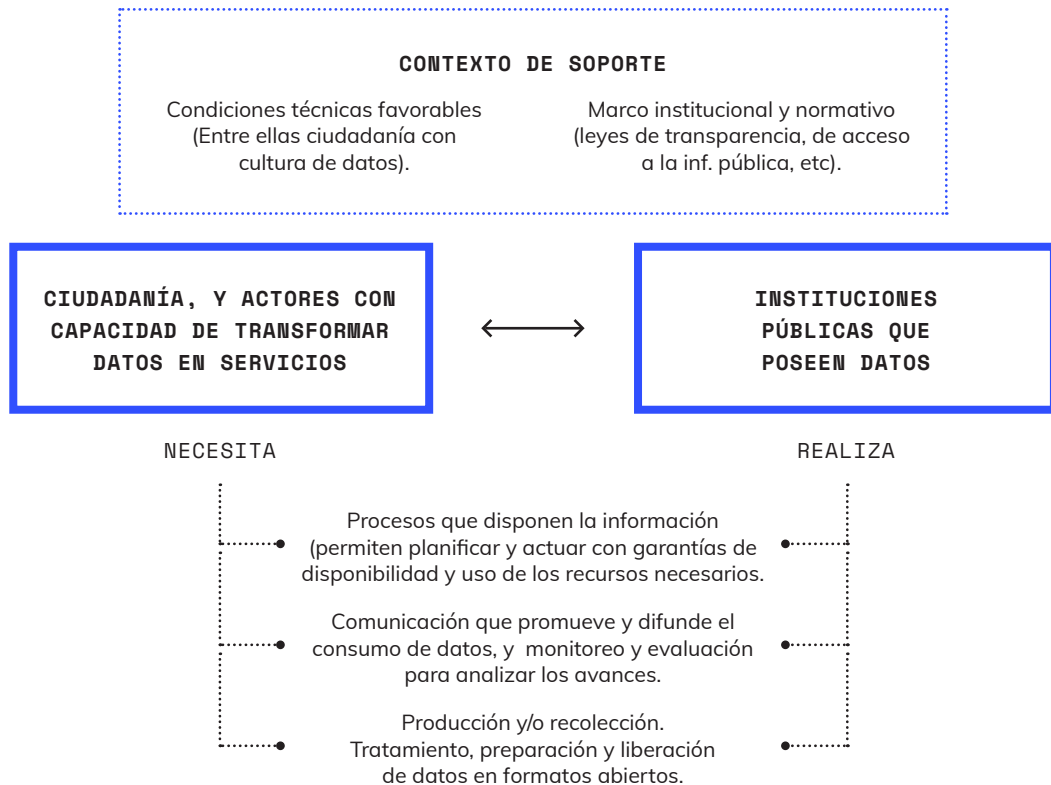 CONTEXTO DE SOPORTE
Condiciones técnicas favorables
(Entre ellas ciudadanía con
cultura de datos).
Marco institucional y normativo
(leyes de transparencia, de acceso
a la inf. pública, etc).
CIUDADANÍA, Y ACTORES CON
CAPACIDAD DE TRANSFORMAR
DATOS EN SERVICIOS
INSTITUCIONES
PÚBLICAS QUE
POSEEN DATOS
NECESITA
REALIZA
Procesos que disponen la información
(permiten planificar y actuar con garantías de
disponibilidad y uso de los recursos necesarios.
Comunicación que promueve y difunde el
consumo de datos, y monitoreo y evaluación
para analizar los avances.
Producción y/o recolección.
Tratamiento, preparación y liberación
de datos en formatos abiertos.